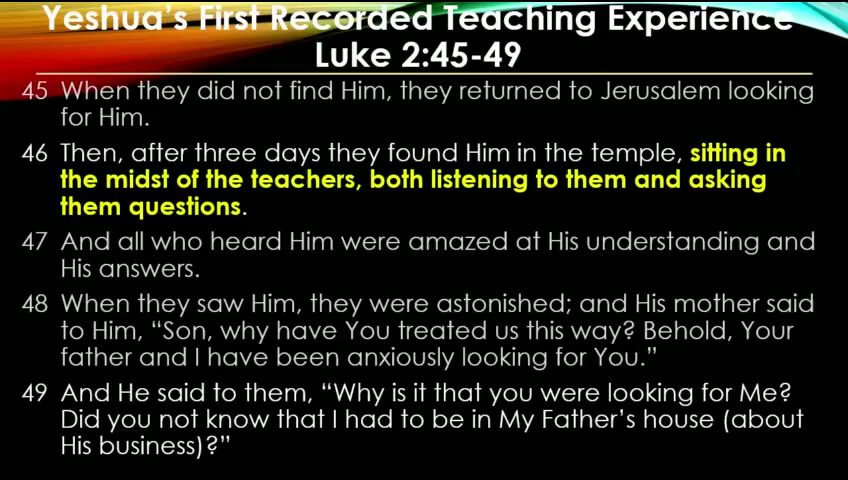 Yeshua's First Recorded Teaching Experience
Luke 2:45-49
45 When they did not find Him, they returned to Jerusalem looking
for Him.
46 Then, after three days they found Him in the temple, sitting in
the midst of the teachers, both listening to them and asking
them questions.
47 And all who heard Him were amazed at His understanding and
His answers.
48 When they saw Him, they were astonished; and His mother said
to Him, “Son, why have You treated us this way? Behold, Your
father and I have been anxiously looking for You.”
49 And He said to them, “Why is it that you were looking for Me?
Did you not know that I had to be in My Father’s house (about
His business)?”